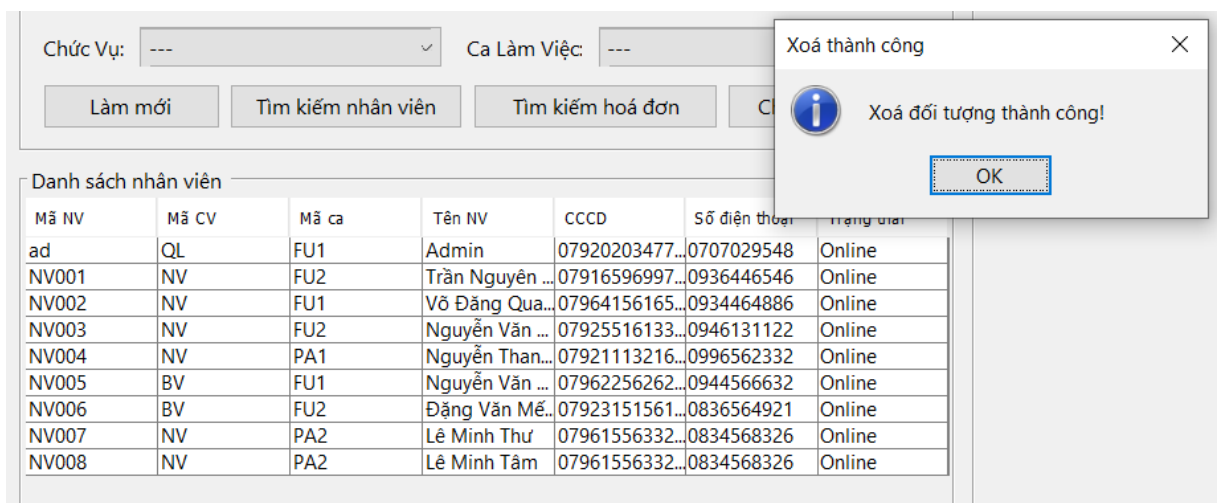 Chức Vụ: --- Ca Làm Việc: ---
Xoá thành công
Làm mới Tìm kiếm nhân viên Tìm kiếm hoá đơn
Xoá đối tượng thành công!
OK
Danh sách nhân viên
Mã NV Mã CV Mã ca Tên NV CCCD Số điện thoại Trạng thái
ad QL FU1 Admin 07920203477... 0707029548 Online
NV001 NV FU2 Trần Nguyên ... 07916596997... 0936446546 Online
NV002 NV FU1 Võ Đăng Qua... 07964156165... 0934464886 Online
NV003 NV FU2 Nguyễn Văn ... 07925516133... 0946131122 Online
NV004 NV PA1 Nguyễn Than... 07921113216... 0996562332 Online
NV005 BV FU1 Nguyễn Văn ... 07962256262... 0944566632 Online
NV006 BV FU2 Đặng Văn Mế... 07923151561... 0836564921 Online
NV007 NV PA2 Lê Minh Thư 07961556332... 0834568326 Online
NV008 NV PA2 Lê Minh Tâm 07961556332... 0834568326 Online